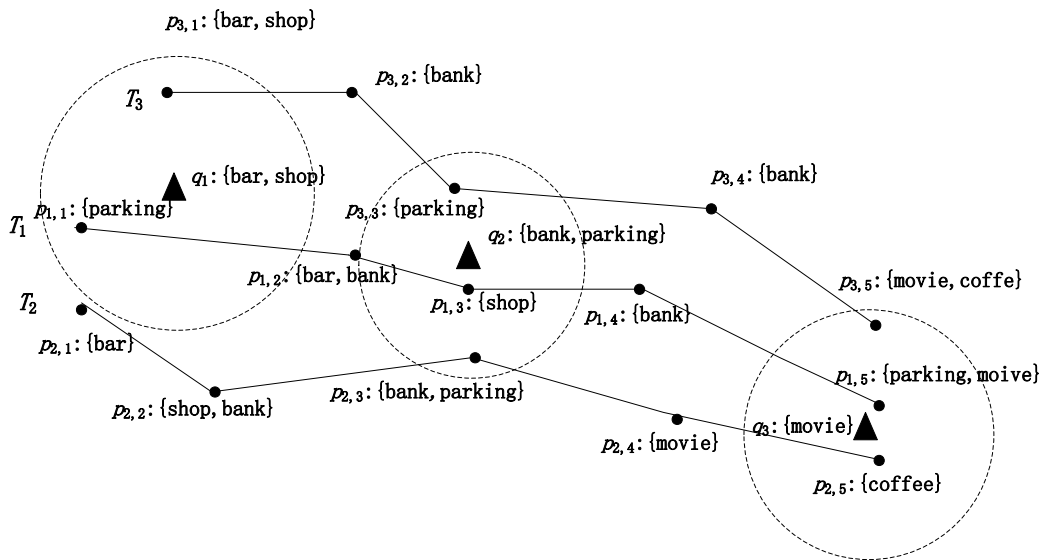 p3,1:{bar,shop}
p3,2:{bank}
T3
q1:{bar,shop}
p3,4:{bank}
p1,1:{parking}
p3,3:{parking}
T1
q2:{bank,parking}
p1,2:{bar,bank}
p3,5:{movie,coffe}
T2
p1,3:{shop}
p1,4:{bank}
p2,1:{bar}
p1,5:{parking,moive}
p2,3:{bank,parking}
p2,2:{shop,bank}
q3:{movie}
p2,4:{movie}
p2,5:{coffee}